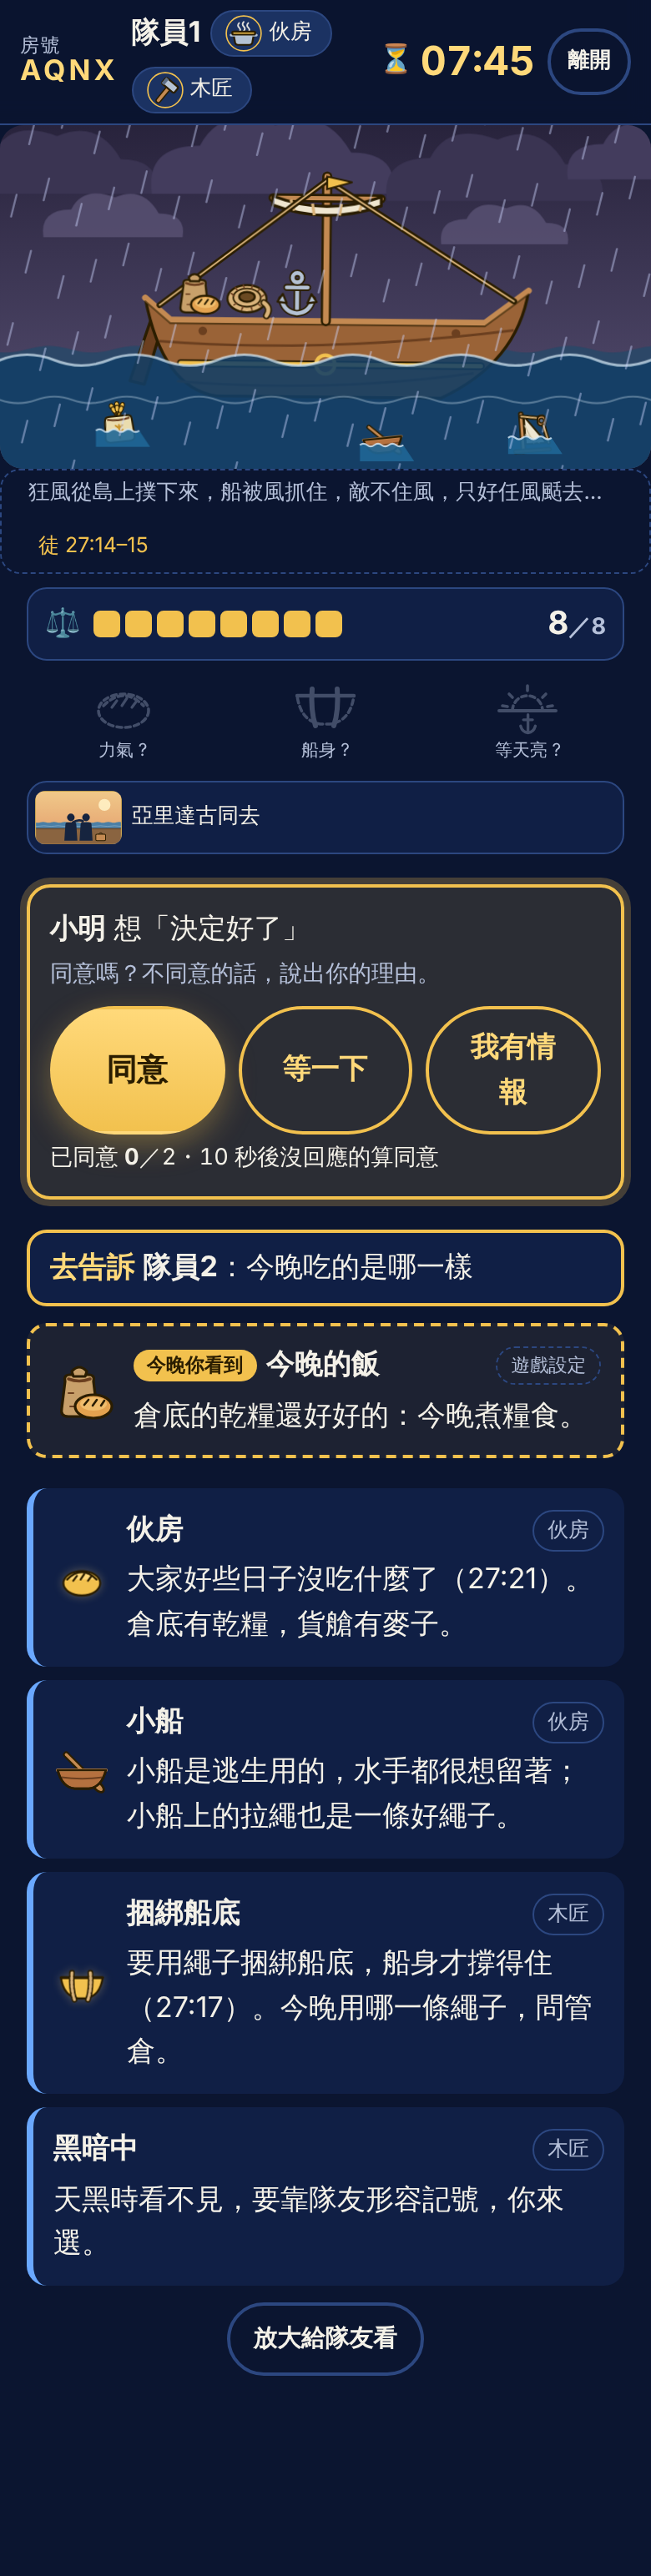 房號
AQNX
隊員1
伙房
木匠
07:45
離開
狂風從島上撲下來，船被風抓住，敵不住風，只好任風颳去...
徒 27:14–15
8／8
力氣？
船身？
等天亮？
亞里達古同去
小明 想「決定好了」
同意嗎？不同意的話，說出你的理由。
同意
等一下
我有情
報
已同意 0／2・10 秒後沒回應的算同意
去告訴 隊員2：今晚吃的是哪一樣
今晚你看到
今晚的飯
遊戲設定
倉底的乾糧還好好的：今晚煮糧食。
伙房
伙房
大家好些日子沒吃什麼了（27:21）。
倉底有乾糧，貨艙有麥子。
小船
伙房
小船是逃生用的，水手都很想留著；
小船上的拉繩也是一條好繩子。
捆綁船底
木匠
要用繩子捆綁船底，船身才撐得住
（27:17）。今晚用哪一條繩子，問管
倉。
黑暗中
木匠
天黑時看不見，要靠隊友形容記號，你來
選。
放大給隊友看